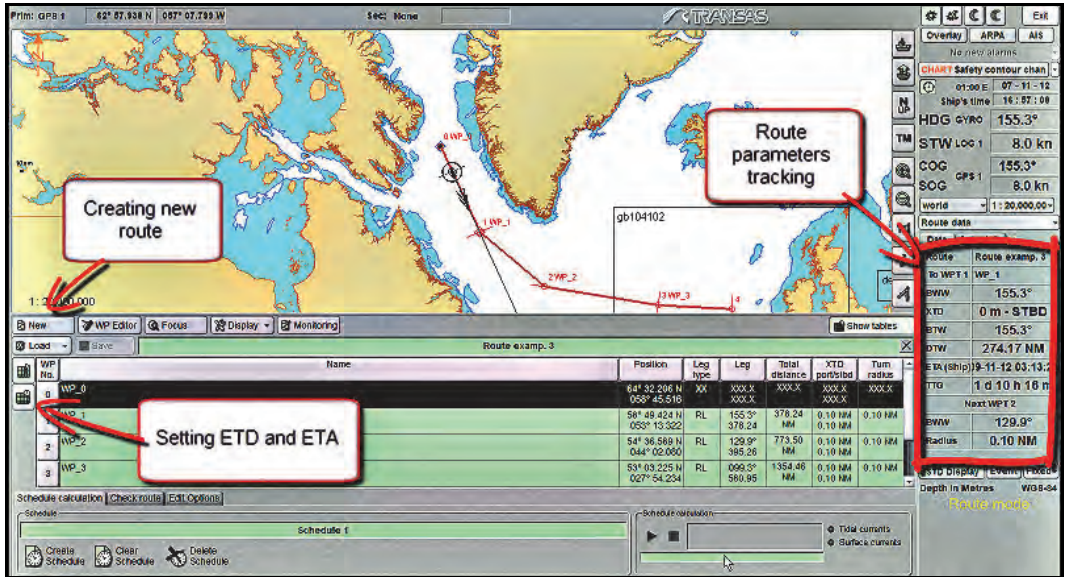 Prim: GPS 1 62° 57.938 N 057° 07.799 W Sec: None TRANSAS Exit
Overlay ARPA AIS
No new alarms
CHART Safety contour chan
01:00 E 07-11-12
Ship's time 16:57:00
HDG GYRO 155.3°
STW LOG 1 8.0 kn
COG 155.3°
GPS 1
SOG 8.0 kn
world 1:20,000,00
Route data
Route Route examp. 3
To WPT 1 WP_1
BWW 155.3°
XTD 0 m - STBD
BTW 155.3°
DTW 274.17 NM
ETA (Ship) 9-11-12 03:13:2
TTG 1 d 10 h 16 m
Next WPT 2
BWW 129.9°
Radius 0.10 NM
STD Display Event Fixed
Depth in Metres WGS-84
Route mode
N UP
TM
Route parameters tracking
Creating new route
0 WP_0
1 WP_1
2 WP_2
3 WP_3
4
gb104102
New WP Editor Focus Display Monitoring Show tables
Load Save Route examp. 3
WP No. Name Position Leg type Leg Total distance XTD port/stbd Turn radius
0 WP_0 64° 32.206 N XX XXX.X XXX.X XXX.X XXX.X
058° 45.516 XXX.X XXX.X
WP_1 58° 49.424 N RL 155.3° 378.24 0.10 NM 0.10 NM
053° 13.322 378.24 NM 0.10 NM
2 WP_2 54° 36.589 N RL 129.9° 773.50 0.10 NM 0.10 NM
044° 02.060 395.26 NM 0.10 NM
3 WP_3 53° 03.225 N RL 099.3° 1354.46 0.10 NM 0.10 NM
027° 54.234 580.95 NM 0.10 NM
Setting ETD and ETA
Schedule calculation Check route Edit Options
Schedule
Schedule 1
Create Schedule Clear Schedule Delete Schedule
Schedule calculation
Tidal currents
Surface currents